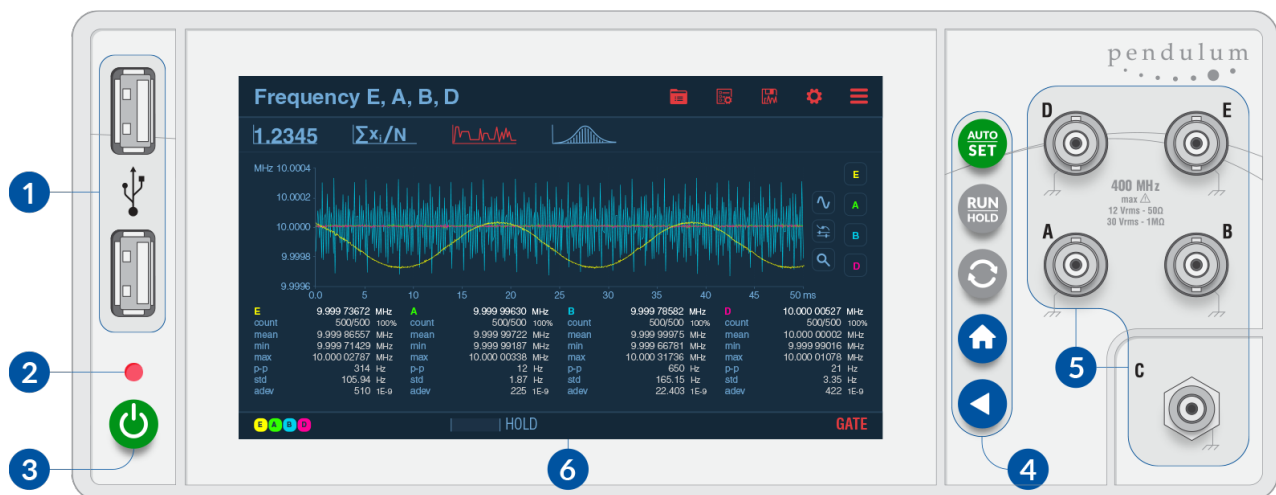 pendulum
1
2
3
Frequency E, A, B, D
1.2345
∑xᵢ/N
MHz 10.0004
10.0002
10.0000
9.9998
9.9996
0.0 5 10 15 20 25 30 35 40 45 50 ms
E
A
B
D
E 9.999 73672 MHz A 9.999 99630 MHz B 9.999 78582 MHz D 10.000 00527 MHz
count 500/500 100% count 500/500 100% count 500/500 100% count 500/500 100%
mean 9.999 86557 MHz mean 9.999 99722 MHz mean 9.999 99975 MHz mean 10.000 00002 MHz
min 9.999 71429 MHz min 9.999 99187 MHz min 9.999 66781 MHz min 9.999 99016 MHz
max 10.000 02787 MHz max 10.000 00338 MHz max 10.000 31736 MHz max 10.000 01078 MHz
p-p 314 Hz p-p 12 Hz p-p 650 Hz p-p 21 Hz
std 105.94 Hz std 1.87 Hz std 165.15 Hz std 3.35 Hz
adev 510 1E-9 adev 225 1E-9 adev 22.403 1E-9 adev 422 1E-9
E A B D HOLD GATE
6
AUTO
SET
RUN
HOLD
4
D E
400 MHz
max ⚠
12 Vrms - 50Ω
30 Vrms - 1MΩ
A B
5
C